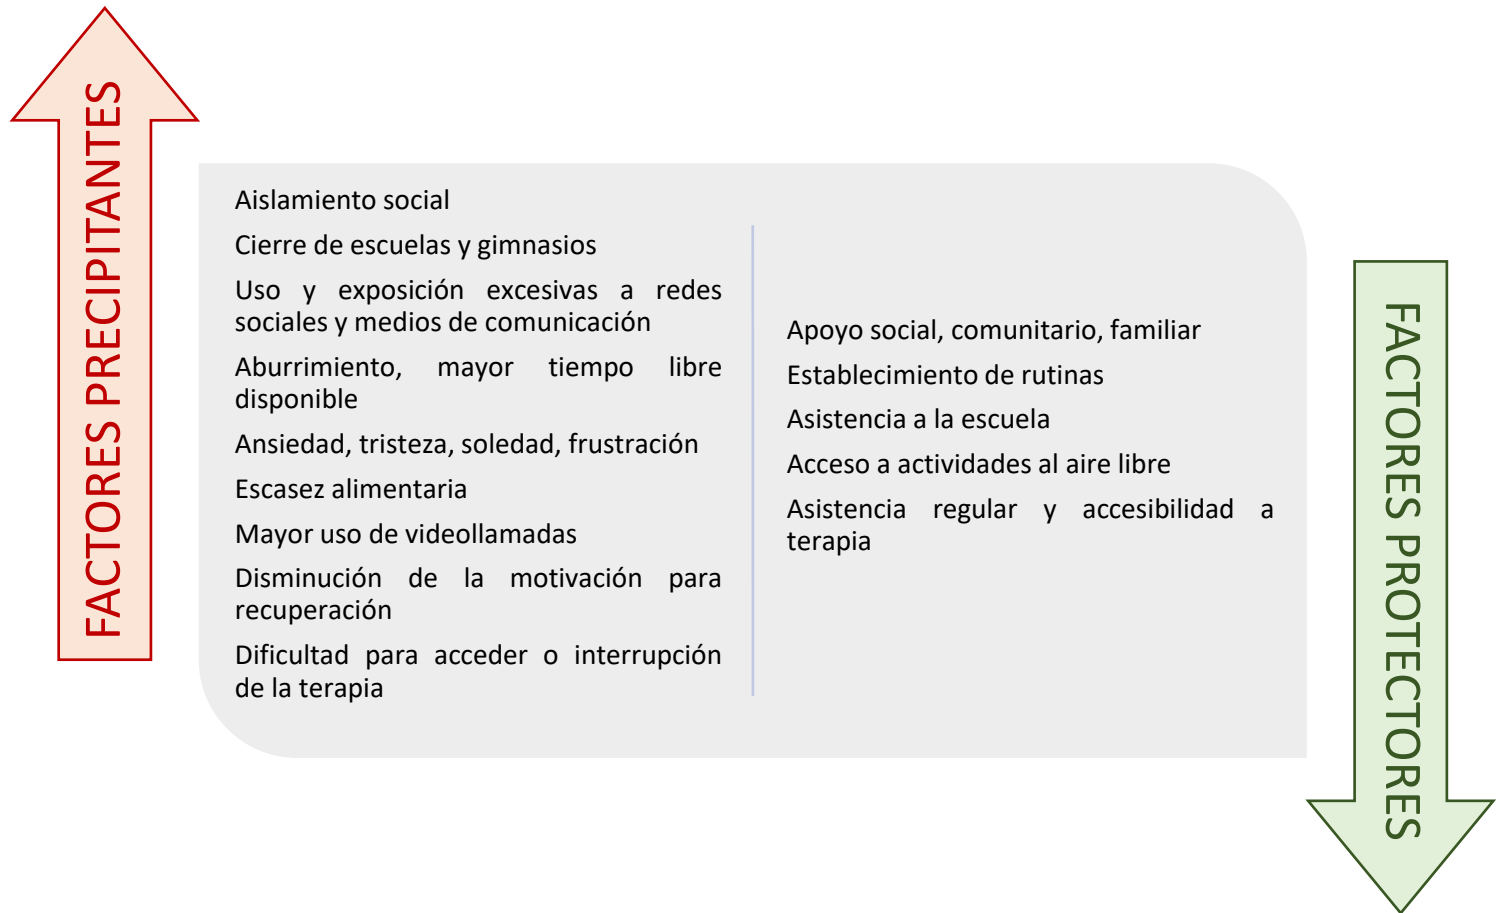 FACTORES PRECIPITANTES
Aislamiento social
Cierre de escuelas y gimnasios
Uso y exposición excesivas a redes
sociales y medios de comunicación
Aburrimiento, mayor tiempo libre
disponible
Ansiedad, tristeza, soledad, frustración
Escasez alimentaria
Mayor uso de videollamadas
Disminución de la motivación para
recuperación
Dificultad para acceder o interrupción
de la terapia
Apoyo social, comunitario, familiar
Establecimiento de rutinas
Asistencia a la escuela
Acceso a actividades al aire libre
Asistencia regular y accesibilidad a
terapia
FACTORES PROTECTORES